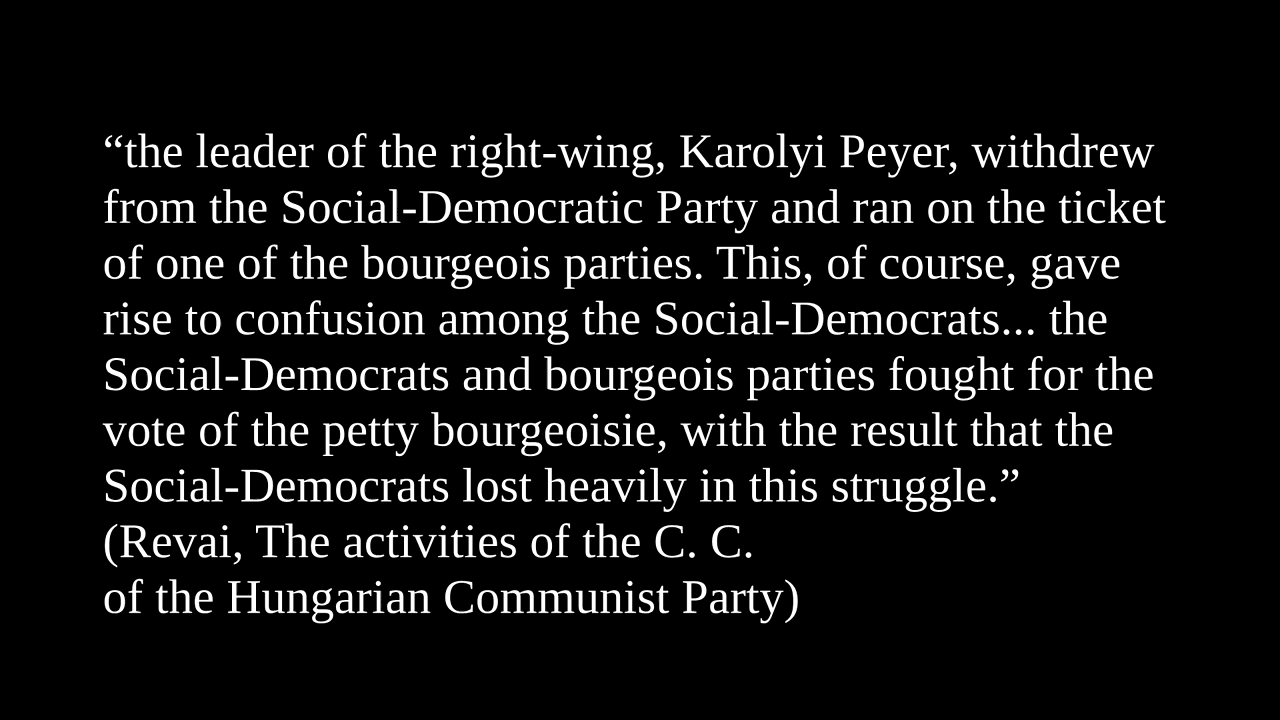 “the leader of the right-wing, Karolyi Peyer, withdrew
from the Social-Democratic Party and ran on the ticket
of one of the bourgeois parties. This, of course, gave
rise to confusion among the Social-Democrats... the
Social-Democrats and bourgeois parties fought for the
vote of the petty bourgeoisie, with the result that the
Social-Democrats lost heavily in this struggle.”
(Revai, The activities of the C. C.
of the Hungarian Communist Party)